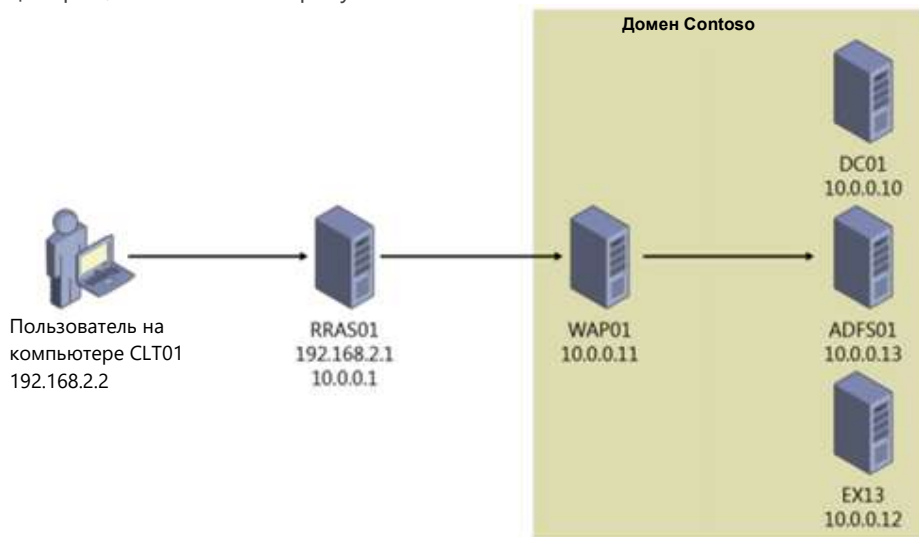 Домен Contoso
DC01
10.0.0.10
Пользователь на
компьютере CLT01
192.168.2.2
RRAS01
192.168.2.1
10.0.0.1
WAP01
10.0.0.11
ADFS01
10.0.0.13
EX13
10.0.0.12